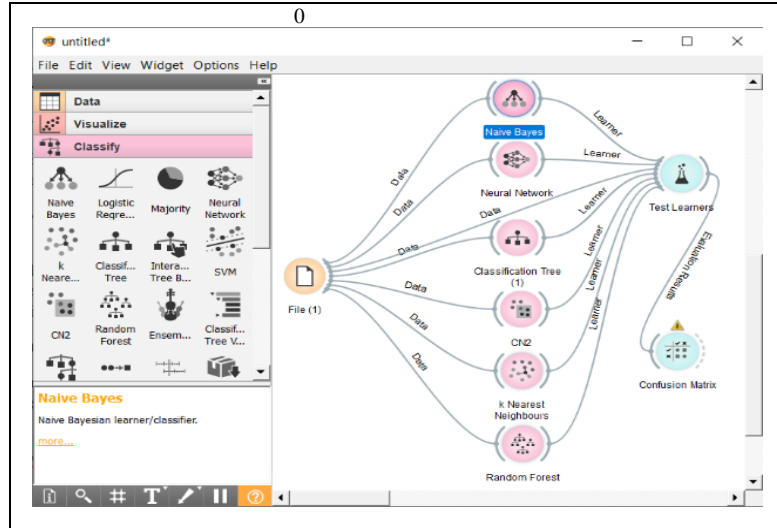 0
untitled*
File Edit View Widget Options Help
Data
Visualize
Classify
Naive Bayes
Logistic Regre...
Majority
Neural Network
k Neare...
Classif... Tree
Intera... Tree B...
SVM
CN2
Random Forest
Ensem...
Classif... Tree V...
Naive Bayes
Naive Bayesian learner/classifier.
more...
File (1)
Data
Data
Data
Data
Data
Data
Data
Naive Bayes
Neural Network
Classification Tree
(1)
CN2
k Nearest
Neighbours
Random Forest
Learner
Learner
Learner
Learner
Learner
Learner
Test Learners
Evaluation Results
Confusion Matrix